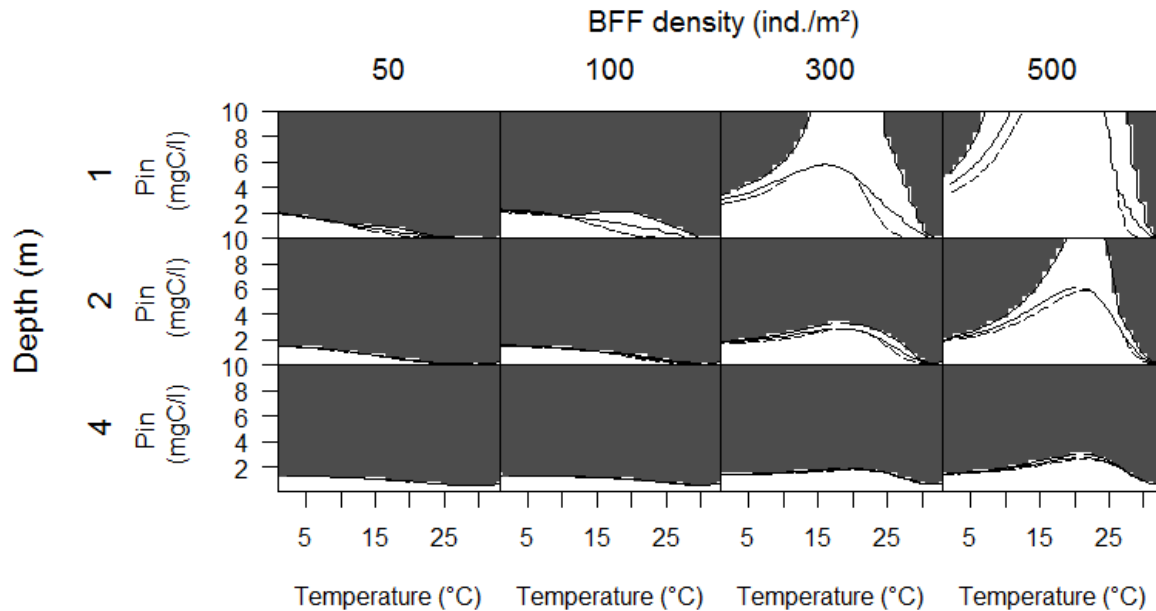 BFF density (ind./m²)
50 100 300 500
Depth (m)
1
Pin
(mgC/l)
10
8
6
4
2
2
Pin
(mgC/l)
10
8
6
4
2
4
Pin
(mgC/l)
10
8
6
4
2
5 15 25 5 15 25 5 15 25 5 15 25
Temperature (°C) Temperature (°C) Temperature (°C) Temperature (°C)